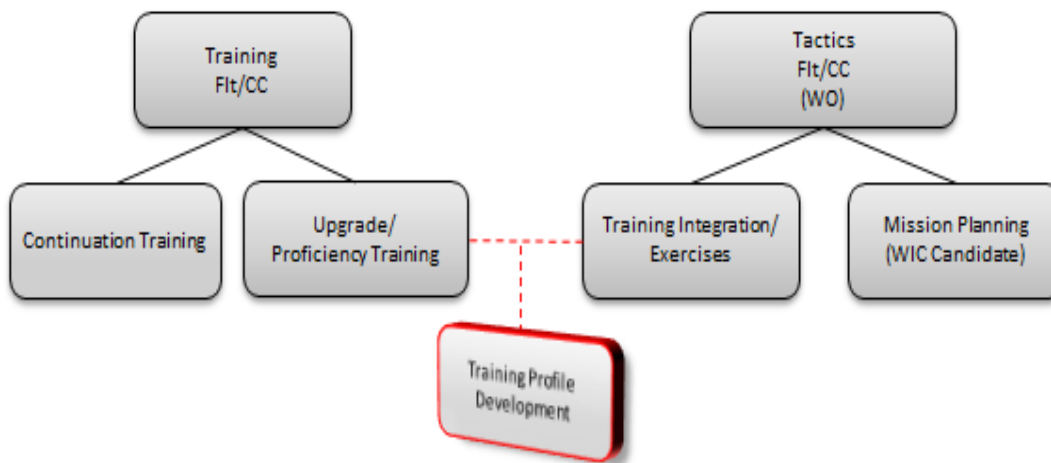 Training
Flt/CC
Tactics
Flt/CC
(WO)
Continuation Training
Upgrade/
Proficiency Training
Training Integration/
Exercises
Mission Planning
(WIC Candidate)
Training Profile
Development